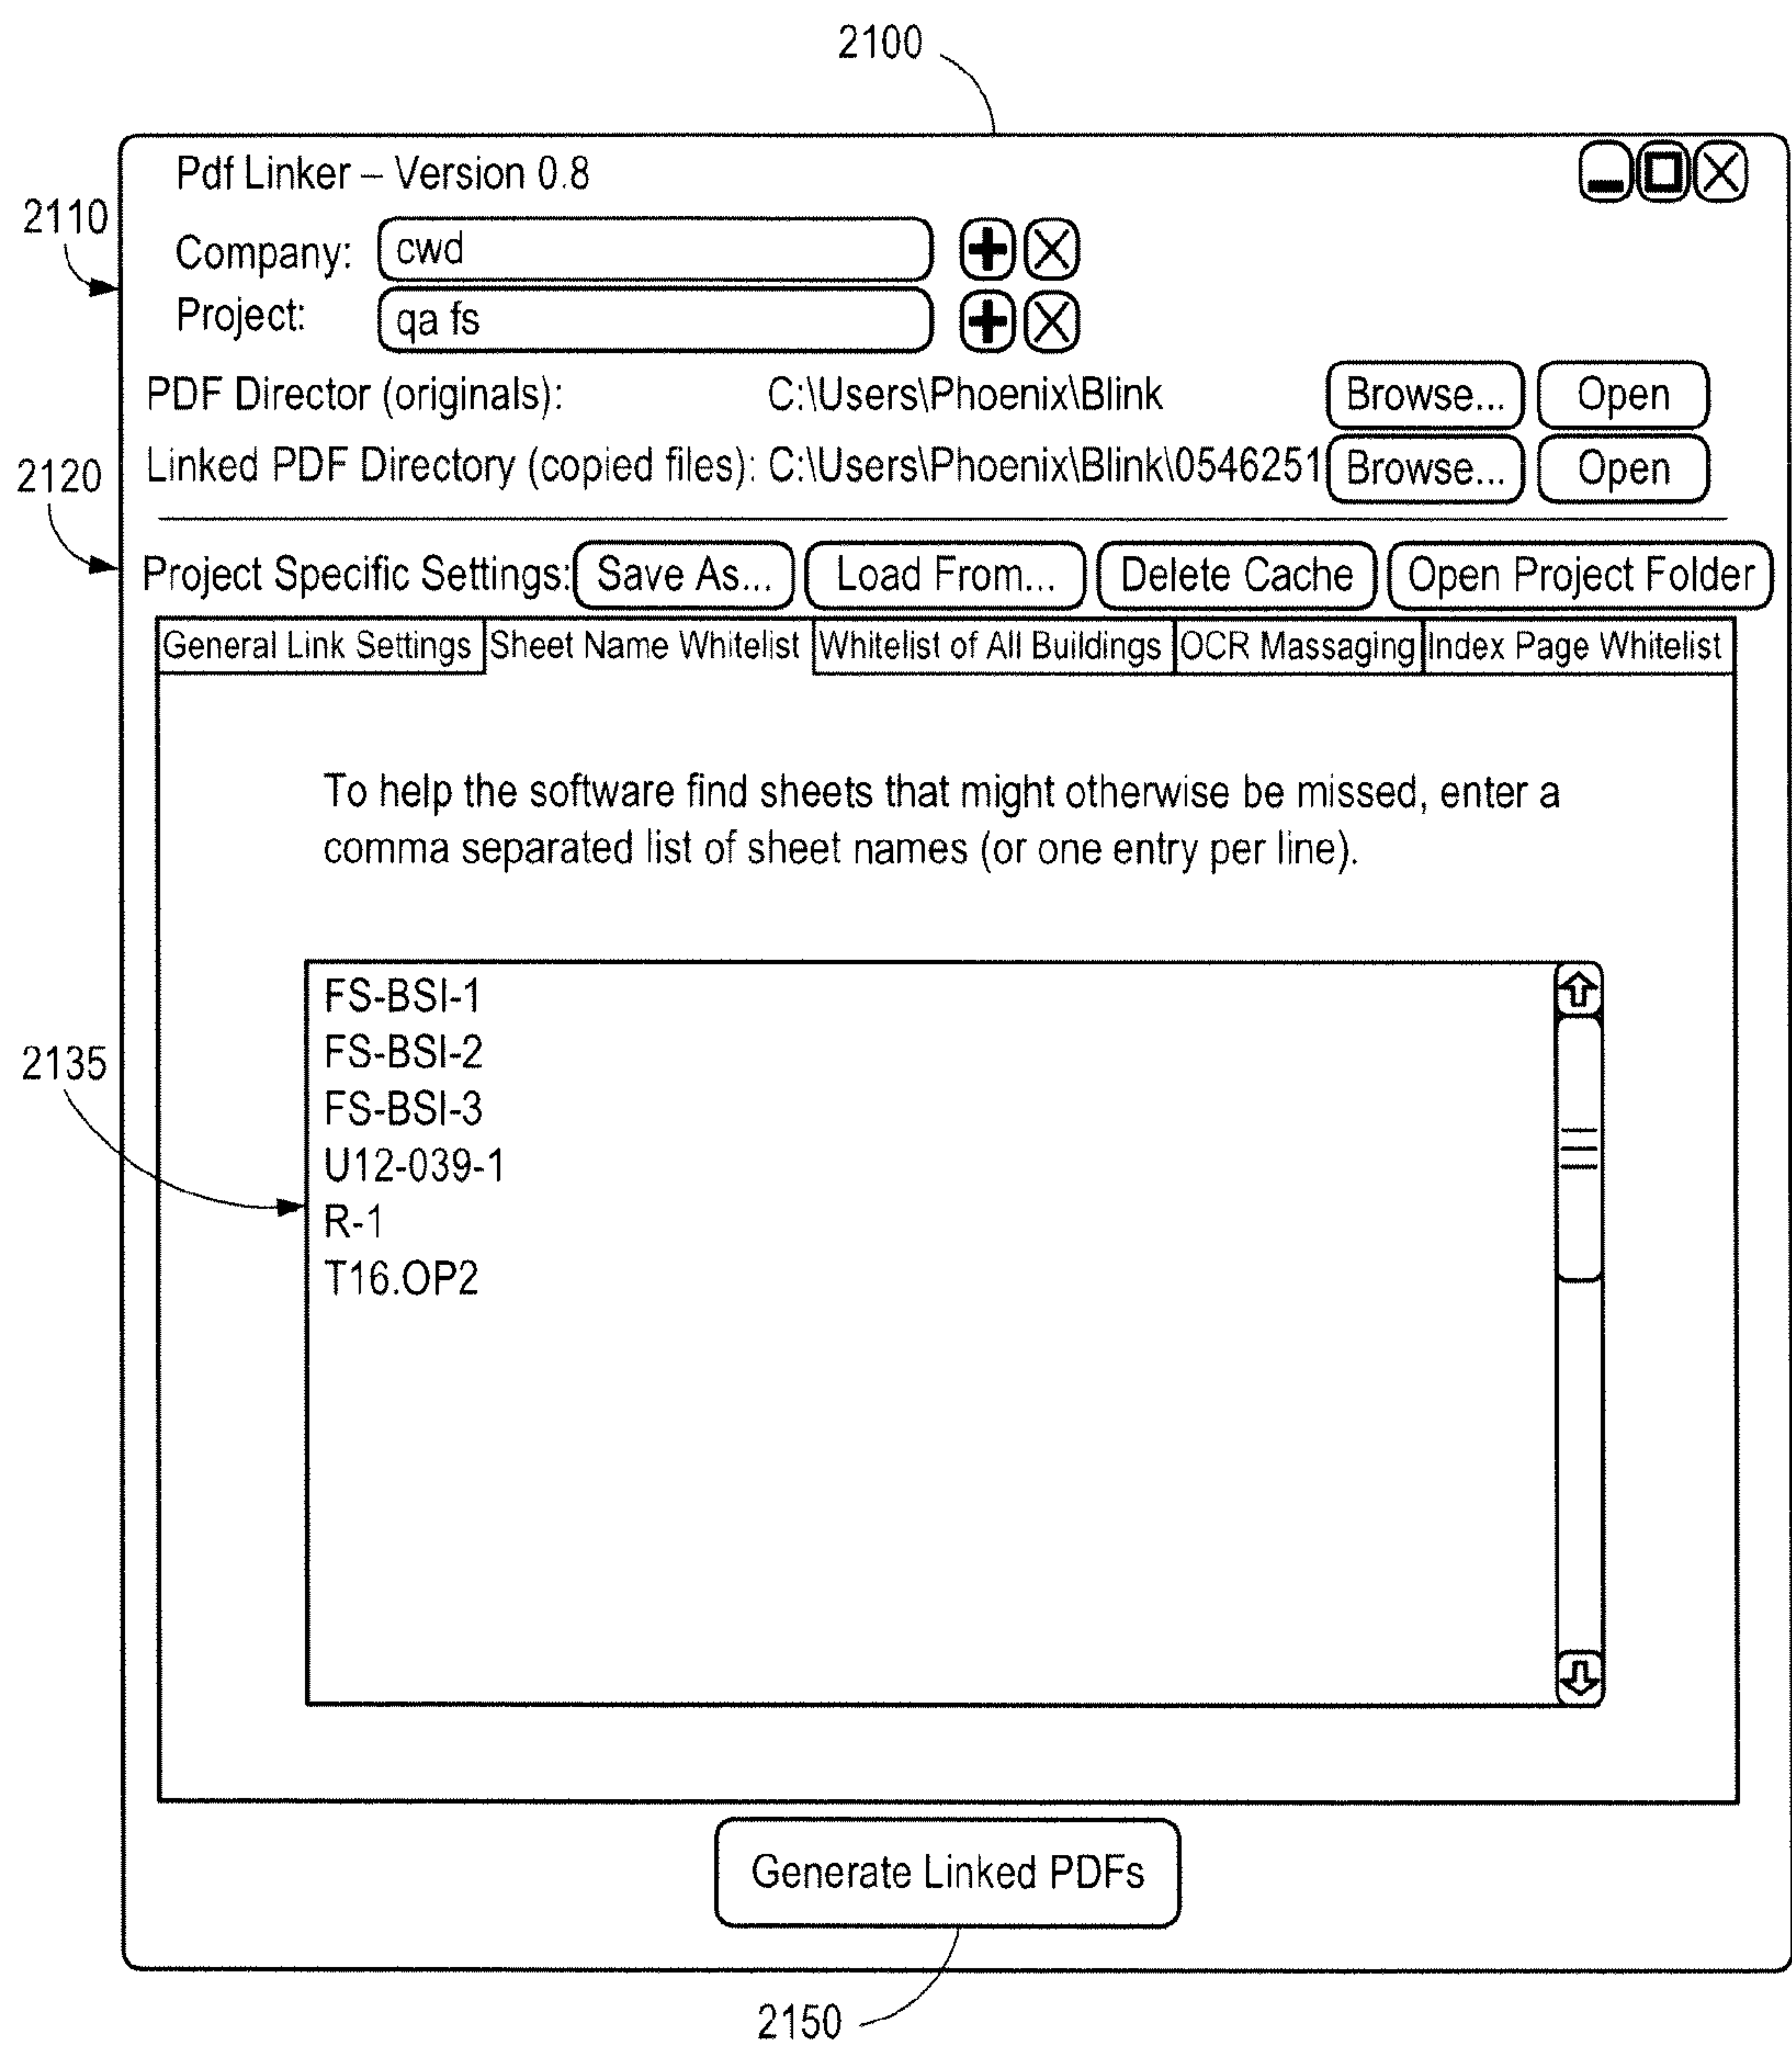 2100
Pdf Linker – Version 0.8
2110
Company: cwd
Project: qa fs
PDF Director (originals): C:\Users\Phoenix\Blink Browse... Open
2120
Linked PDF Directory (copied files): C:\Users\Phoenix\Blink\0546251 Browse... Open
Project Specific Settings: Save As... Load From... Delete Cache Open Project Folder
General Link Settings Sheet Name Whitelist Whitelist of All Buildings OCR Massaging Index Page Whitelist
To help the software find sheets that might otherwise be missed, enter a
comma separated list of sheet names (or one entry per line).
FS-BSI-1
FS-BSI-2
2135
FS-BSI-3
U12-039-1
R-1
T16.OP2
Generate Linked PDFs
2150